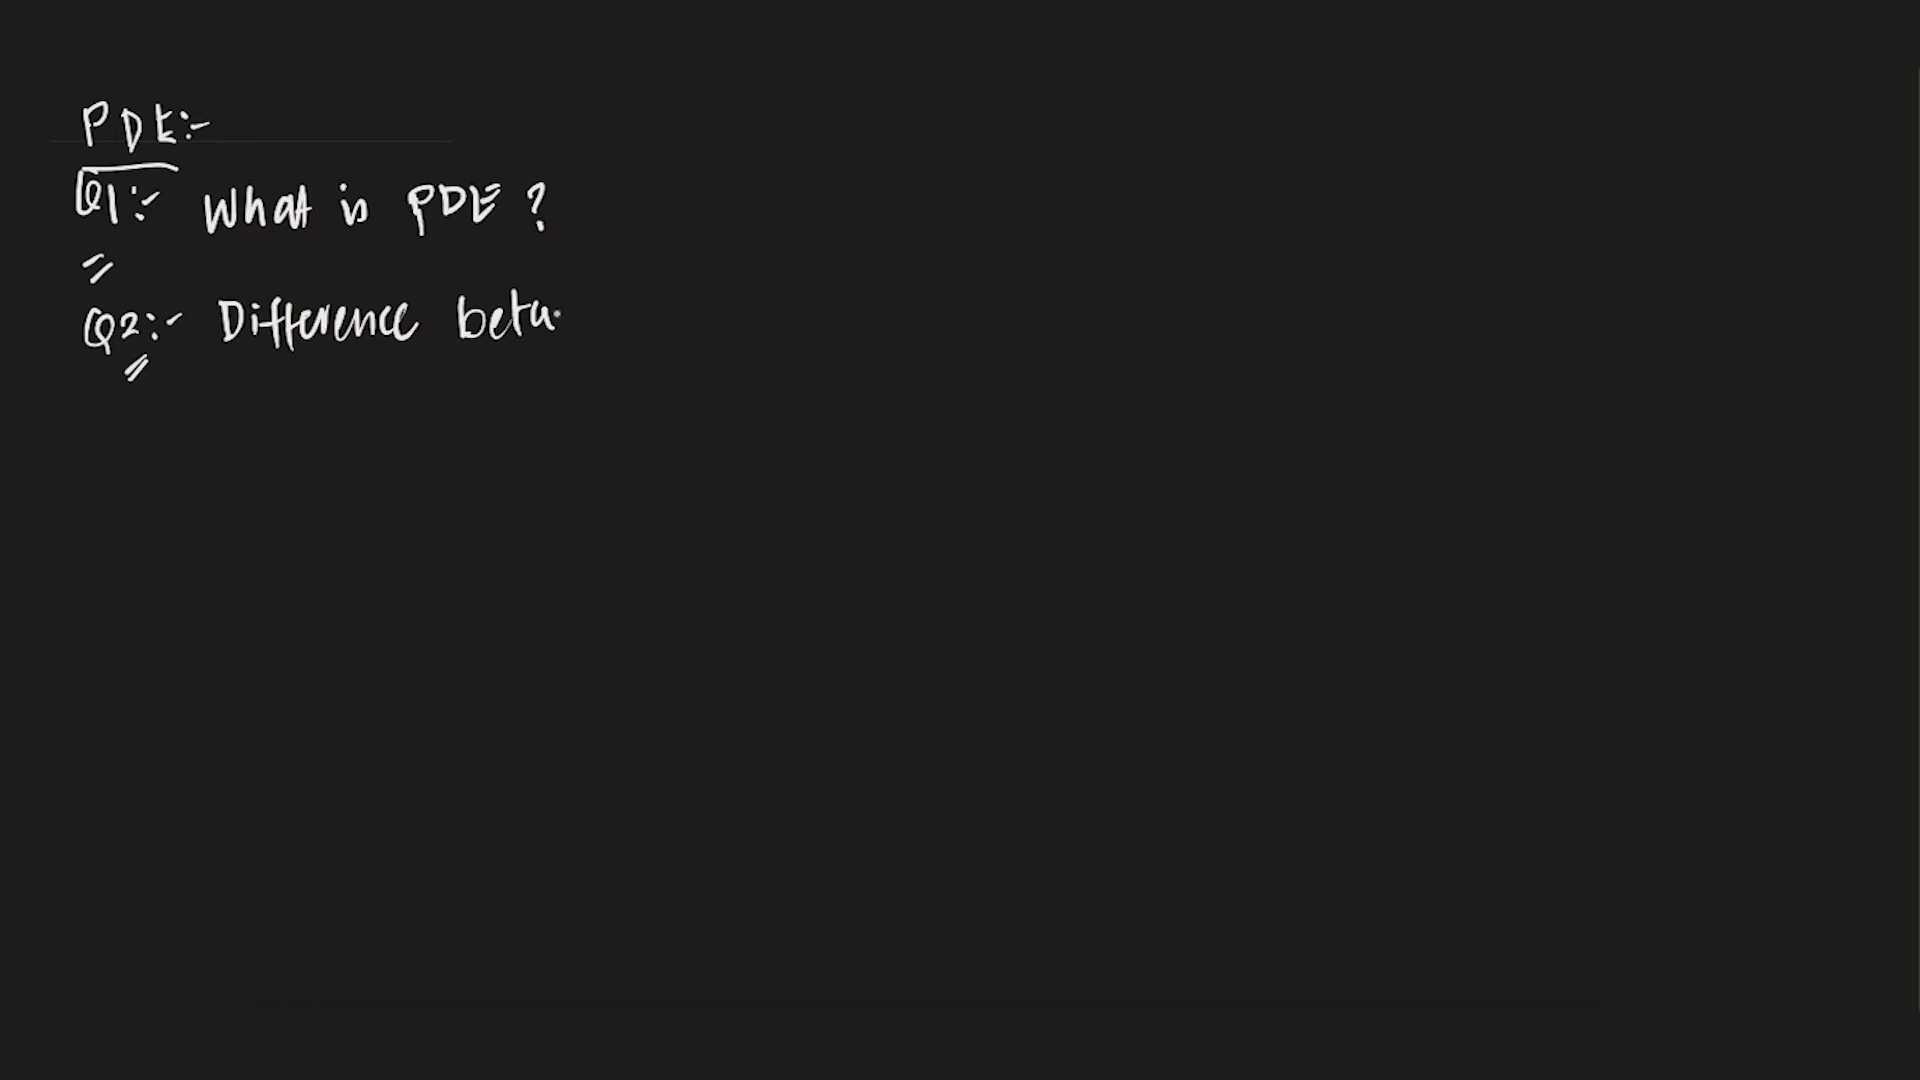 PDE:-
Q1:- What is PDE ?
Q2:- Difference betw